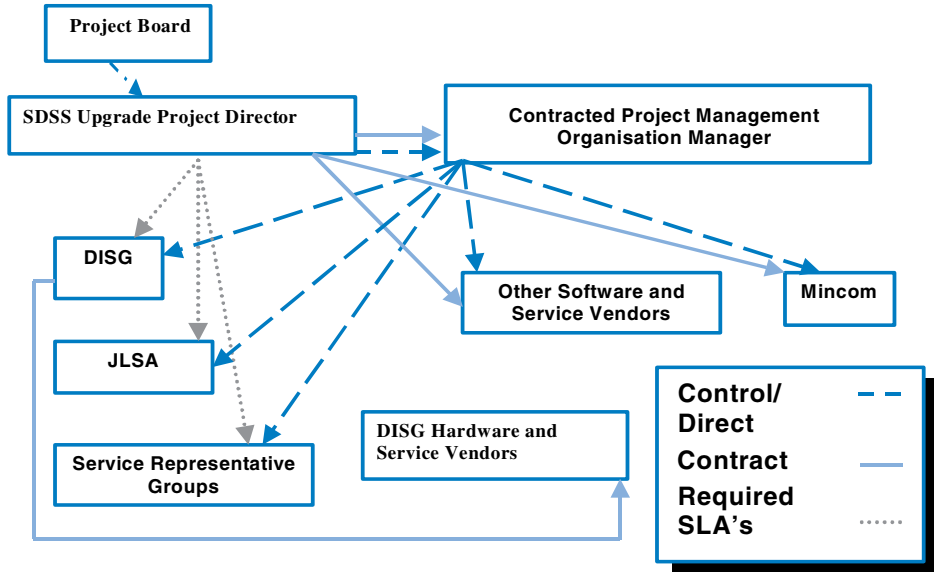 Project Board
SDSS Upgrade Project Director
Contracted Project Management
Organisation Manager
DISG
Other Software and
Service Vendors
Mincom
JLSA
DISG Hardware and
Service Vendors
Service Representative
Groups
Control/
Direct
Contract
Required
SLA's